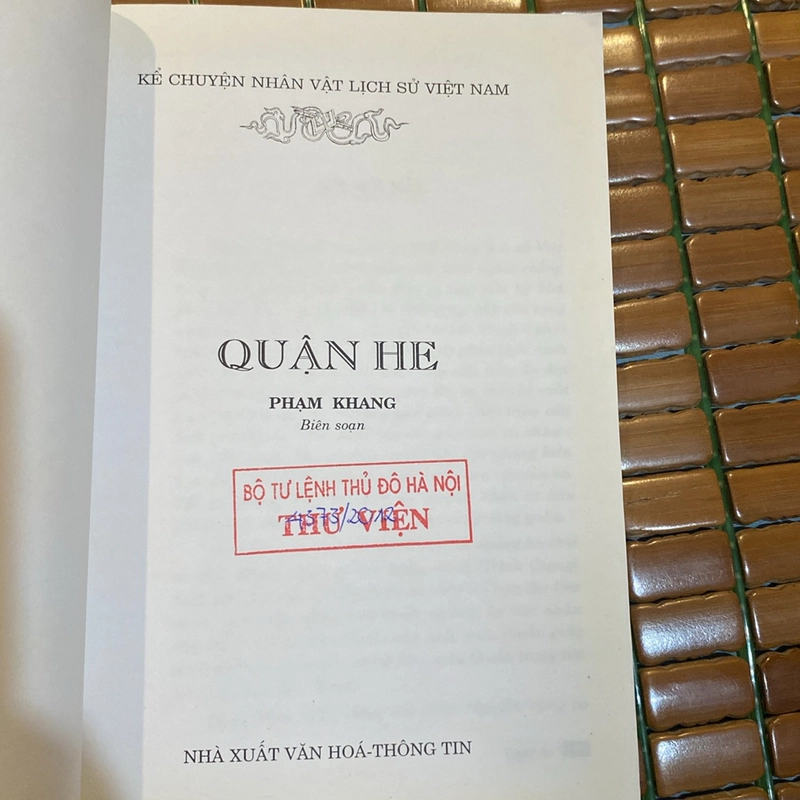 KỂ CHUYỆN NHÂN VẬT LỊCH SỬ VIỆT NAM
QUẬN HE
PHẠM KHANG
Biên soạn
BỘ TƯ LỆNH THỦ ĐÔ HÀ NỘI
THƯ VIỆN
NHÀ XUẤT VĂN HOÁ-THÔNG TIN